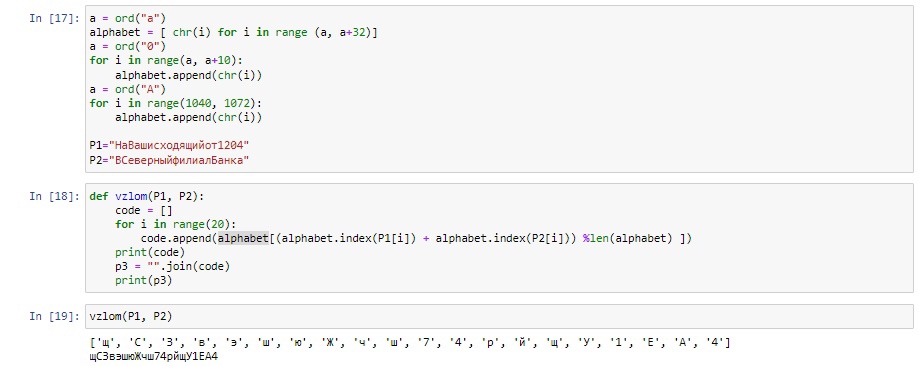 In [17]: a = ord("а")
alphabet = [ chr(i) for i in range (a, a+32)]
a = ord("0")
for i in range(a, a+10):
    alphabet.append(chr(i))
a = ord("А")
for i in range(1040, 1072):
    alphabet.append(chr(i))
P1="НаВашисходящийот1204"
P2="ВСеверныйфилиалБанка"
In [18]: def vzlom(P1, P2):
    code = []
    for i in range(20):
        code.append(alphabet[(alphabet.index(P1[i]) + alphabet.index(P2[i])) %len(alphabet) ])
    print(code)
    p3 = "".join(code)
    print(p3)
In [19]: vzlom(P1, P2)
['щ', 'С', 'З', 'в', 'э', 'ш', 'ю', 'Ж', 'ч', 'ш', '7', '4', 'р', 'й', 'щ', 'У', '1', 'Е', 'А', '4']
щСЗвэшюЖчш74рйщУ1ЕА4